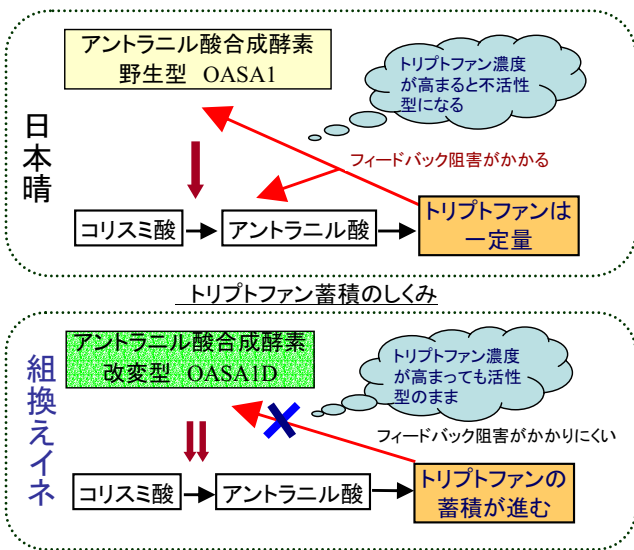 アントラニル酸合成酵素
野生型 OASA1
トリプトファン濃度
が高まると不活性
型になる
日本晴
フィードバック阻害がかかる
コリスミ酸
アントラニル酸
トリプトファンは
一定量
トリプトファン蓄積のしくみ
アントラニル酸合成酵素
改変型 OASA1D
トリプトファン濃度
が高まっても活性
型のまま
組換えイネ
フィードバック阻害がかかりにくい
コリスミ酸
アントラニル酸
トリプトファンの
蓄積が進む